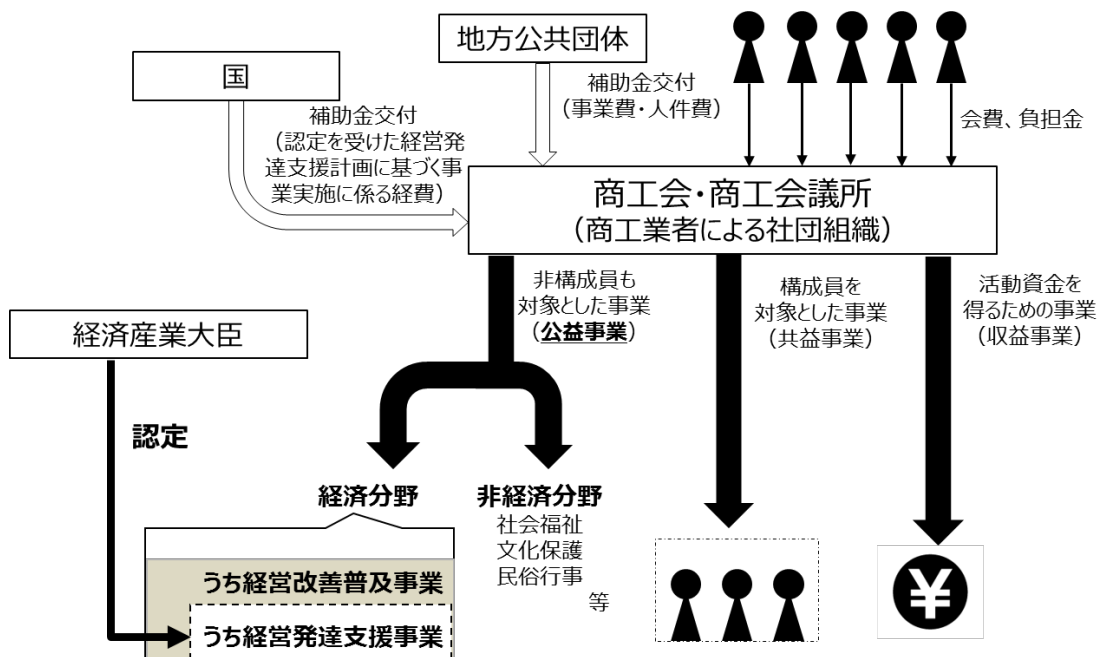 地方公共団体
国
補助金交付
（事業費・人件費）
補助金交付
（認定を受けた経営発
達支援計画に基づく事
業実施に係る経費）
会費、負担金
商工会・商工会議所
（商工業者による社団組織）
非構成員も
対象とした事業
（公益事業）
構成員を
対象とした事業
（共益事業）
活動資金を
得るための事業
（収益事業）
経済産業大臣
認定
経済分野
非経済分野
社会福祉
文化保護
民俗行事
等
うち経営改善普及事業
うち経営発達支援事業
¥